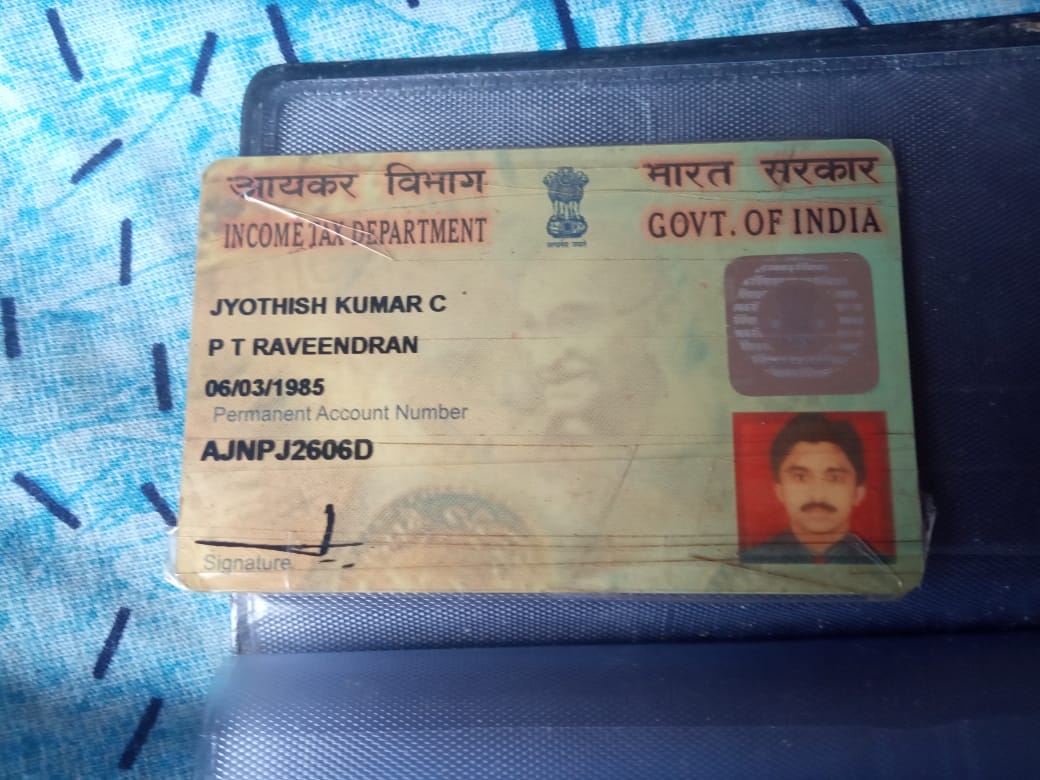 आयकर विभाग
INCOME TAX DEPARTMENT
भारत सरकार
GOVT. OF INDIA
JYOTHISH KUMAR C
P T RAVEENDRAN
06/03/1985
Permanent Account Number
AJNPJ2606D
Signature